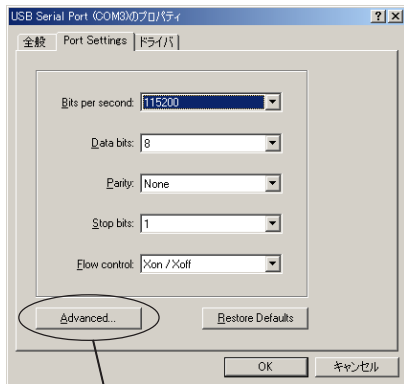 USB Serial Port (COM3)のプロパティ
全般 Port Settings ドライバ
Bits per second: 115200
Data bits: 8
Parity: None
Stop bits: 1
Flow control: Xon / Xoff
Advanced... Restore Defaults
OK キャンセル